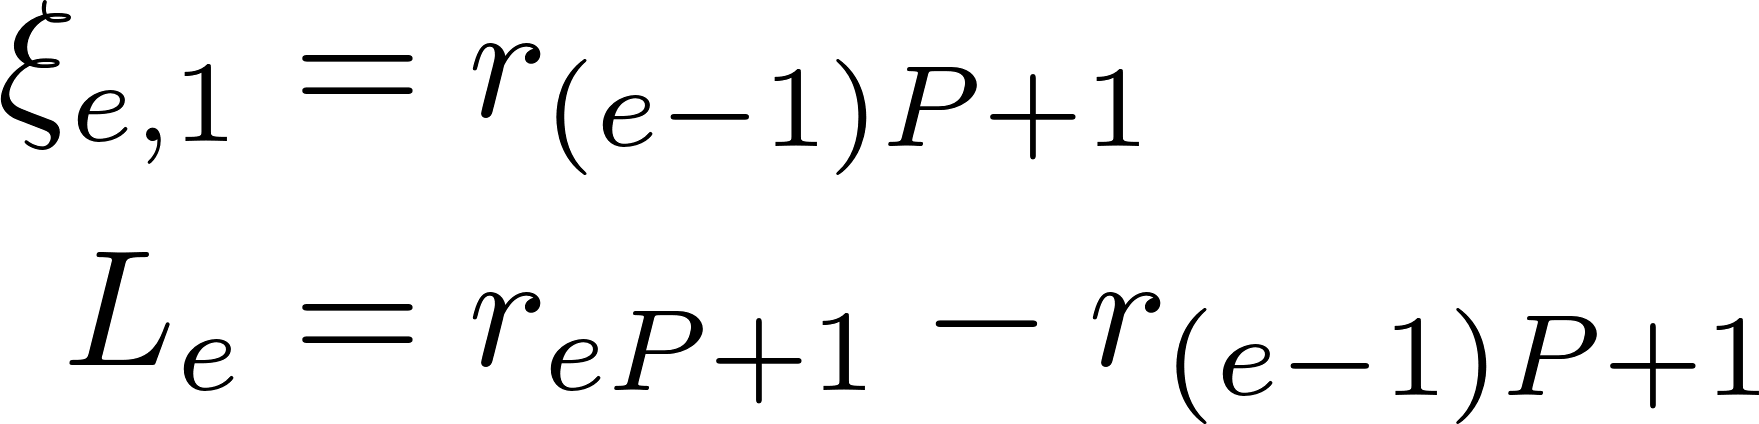 ξ_{e,1} = r_{(e−1)P+1}
L_e = r_{eP+1} − r_{(e−1)P+1}